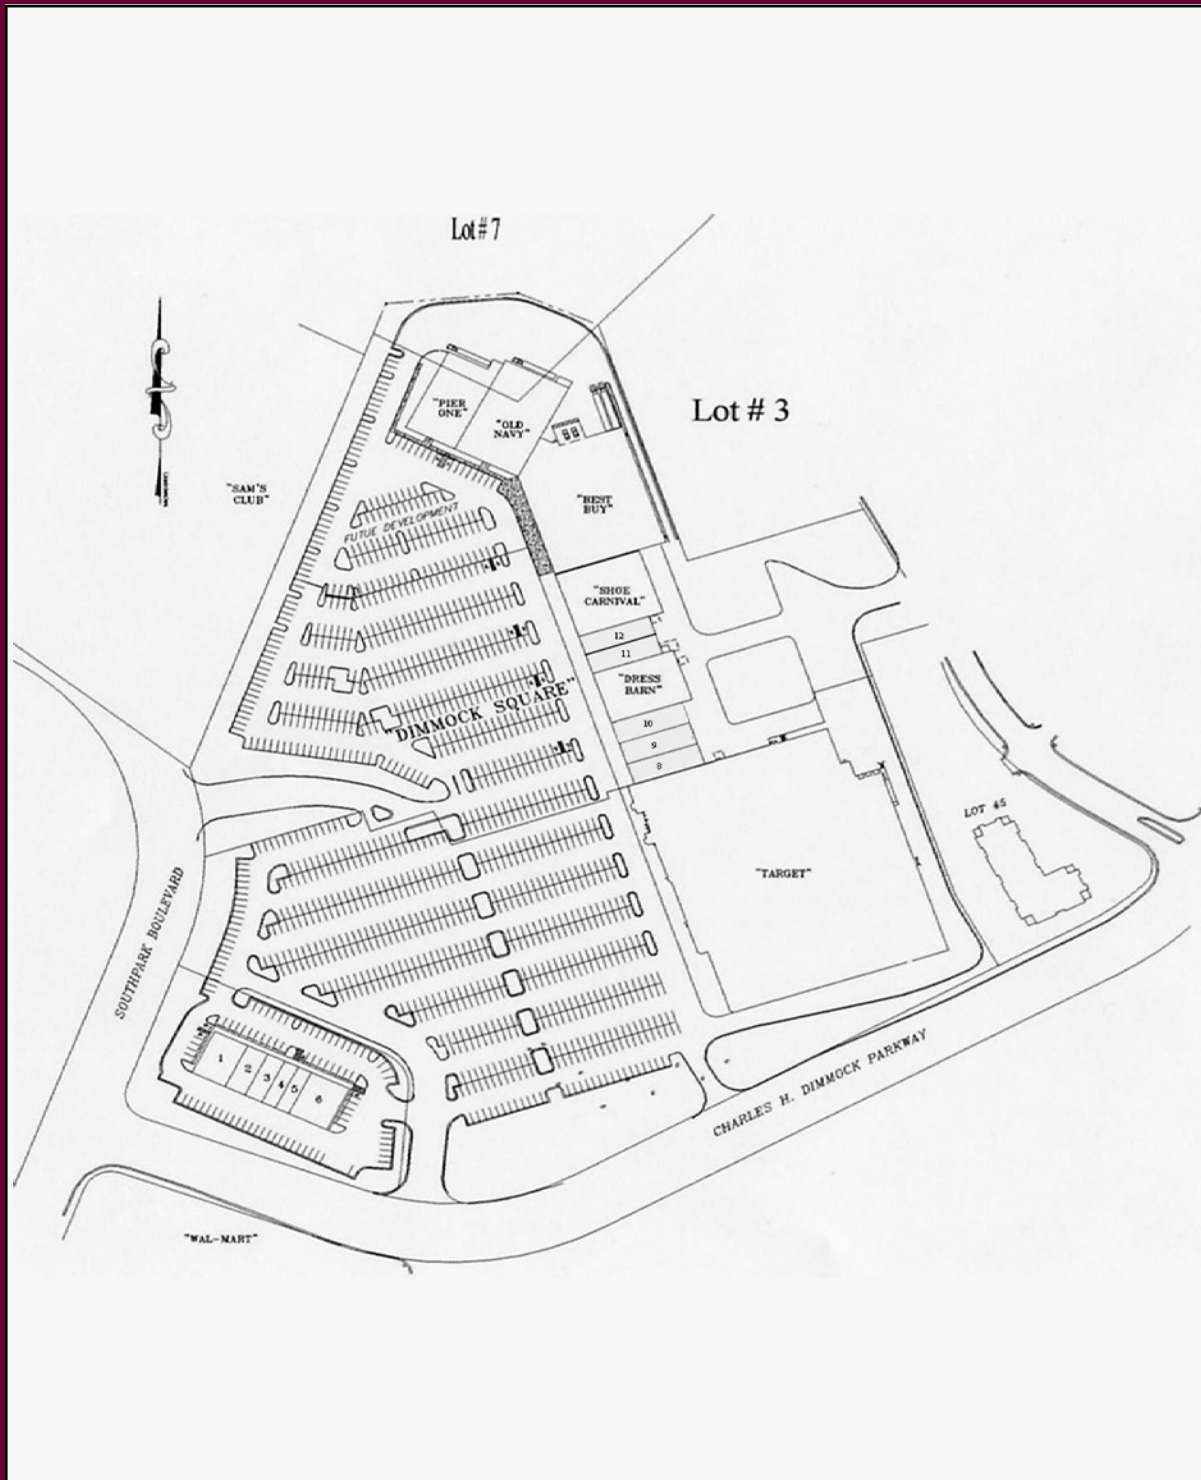 Lot # 7
Lot # 3
"PIER
ONE"
"OLD
NAVY"
"SAM'S
CLUB"
"BEST
BUY"
FUTUE DEVELOPMENT
"SHOE
CARNIVAL"
12
11
"DRESS
BARN"
"DIMMOCK SQUARE"
10
9
8
LOT #5
"TARGET"
SOUTHPARK BOULEVARD
1
2
3
4
5
6
CHARLES H. DIMMOCK PARKWAY
"WAL-MART"